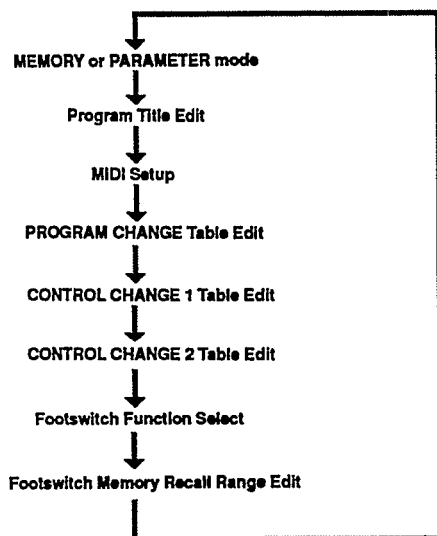 MEMORY or PARAMETER mode
Program Title Edit
MIDI Setup
PROGRAM CHANGE Table Edit
CONTROL CHANGE 1 Table Edit
CONTROL CHANGE 2 Table Edit
Footswitch Function Select
Footswitch Memory Recall Range Edit